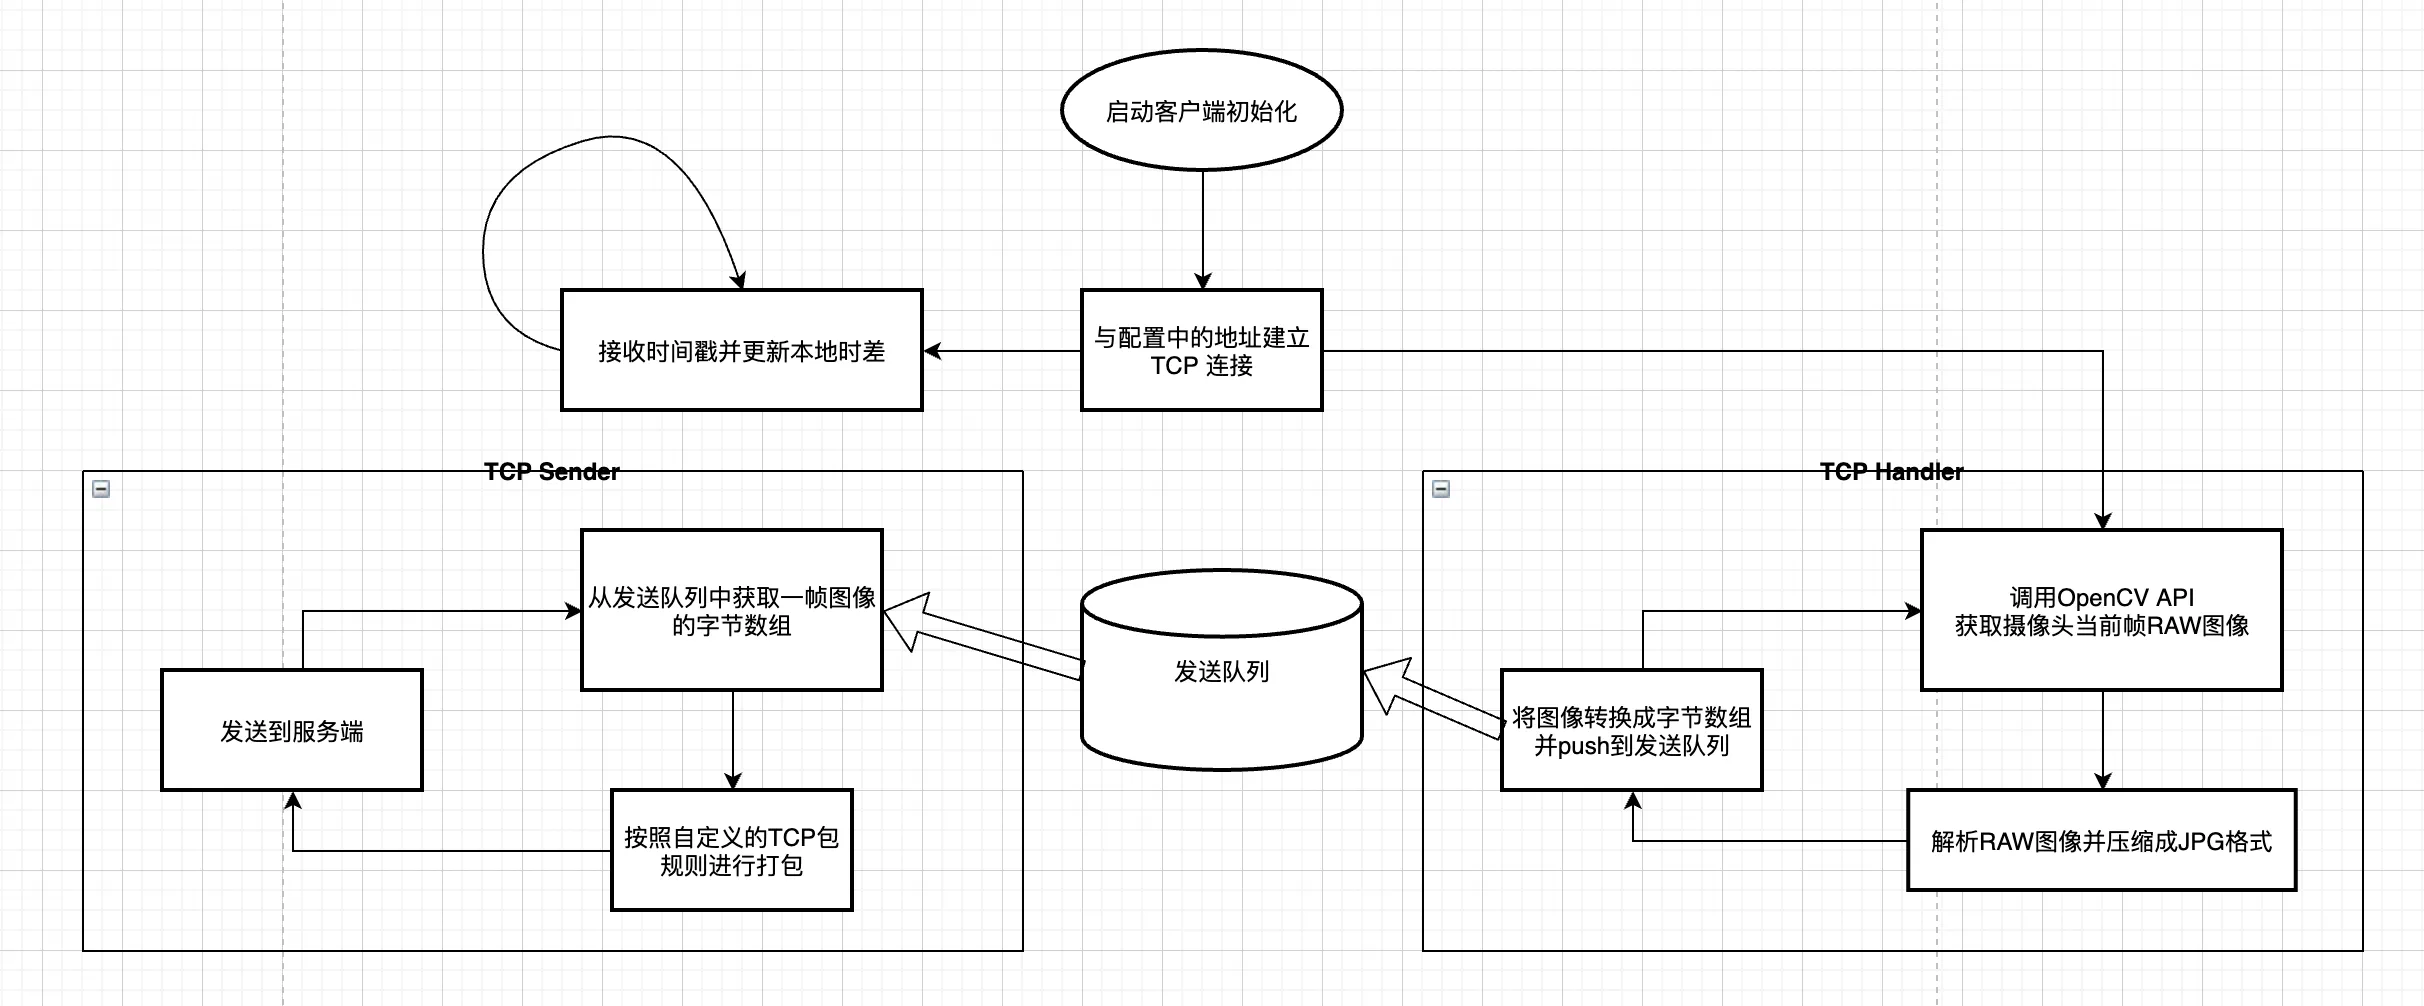 启动客户端初始化
接收时间戳并更新本地时差
与配置中的地址建立
TCP 连接
TCP Sender
TCP Handler
从发送队列中获取一帧图像
的字节数组
发送到服务端
按照自定义的TCP包
规则进行打包
发送队列
调用OpenCV API
获取摄像头当前帧RAW图像
将图像转换成字节数组
并push到发送队列
解析RAW图像并压缩成JPG格式